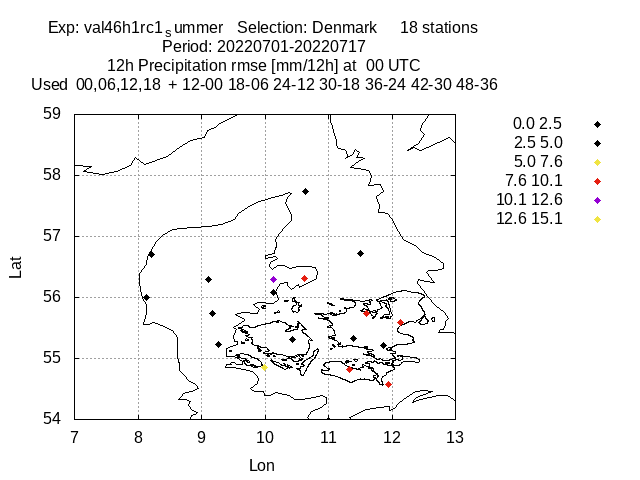 Exp: val46h1rc1summer Selection: Denmark 18 stations
Period: 20220701-20220717
12h Precipitation rmse [mm/12h] at 00 UTC
Used 00,06,12,18 + 12-00 18-06 24-12 30-18 36-24 42-30 48-36
0.0 2.5
2.5 5.0
5.0 7.6
7.6 10.1
10.1 12.6
12.6 15.1
59
58
57
56
55
54
Lat
7 8 9 10 11 12 13
Lon